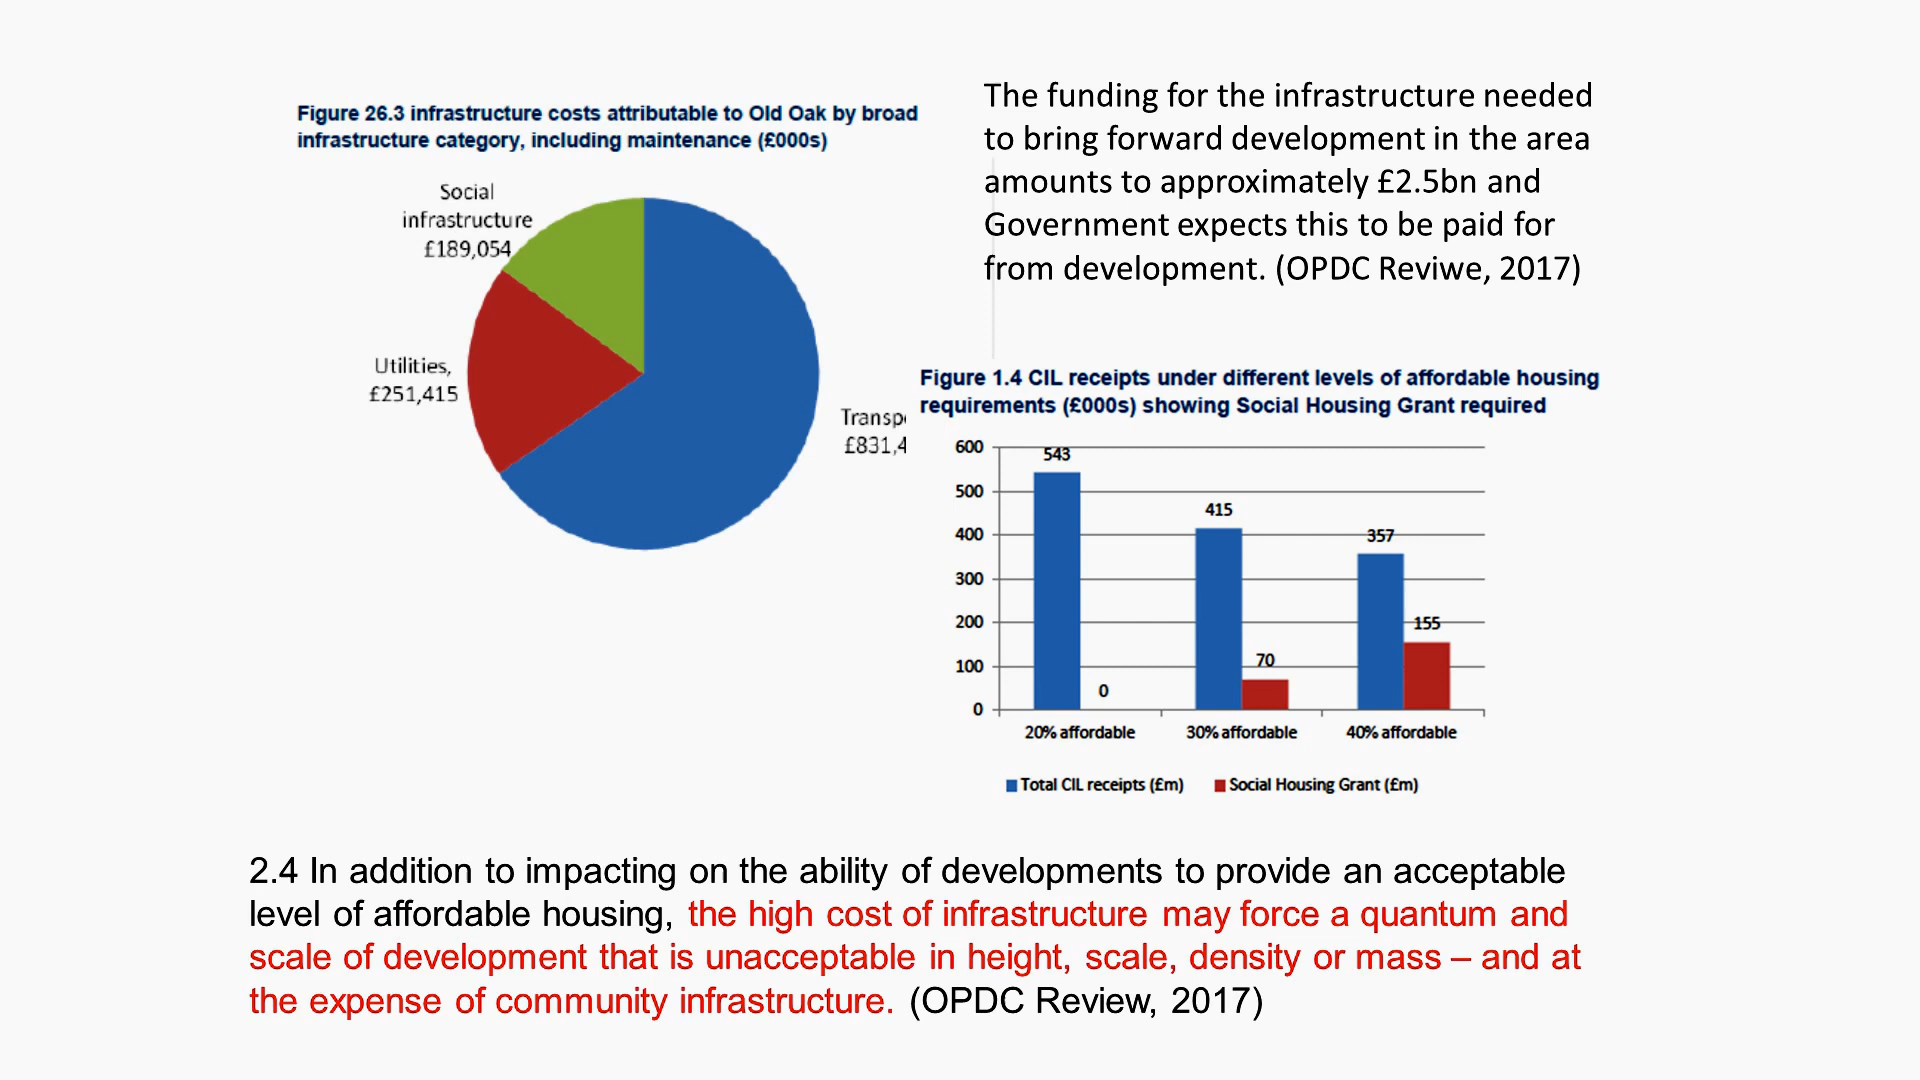 Figure 26.3 infrastructure costs attributable to Old Oak by broad
infrastructure category, including maintenance (£000s)
Social
infrastructure
£189,054
Utilities,
£251,415
The funding for the infrastructure needed
to bring forward development in the area
amounts to approximately £2.5bn and
Government expects this to be paid for
from development. (OPDC Reviwe, 2017)
Figure 1.4 CIL receipts under different levels of affordable housing
requirements (£000s) showing Social Housing Grant required
600
500
400
300
200
100
0
543
0
415
70
357
155
20% affordable
30% affordable
40% affordable
Total CIL receipts (£m)
Social Housing Grant (£m)
2.4 In addition to impacting on the ability of developments to provide an acceptable
level of affordable housing, the high cost of infrastructure may force a quantum and
scale of development that is unacceptable in height, scale, density or mass – and at
the expense of community infrastructure. (OPDC Review, 2017)